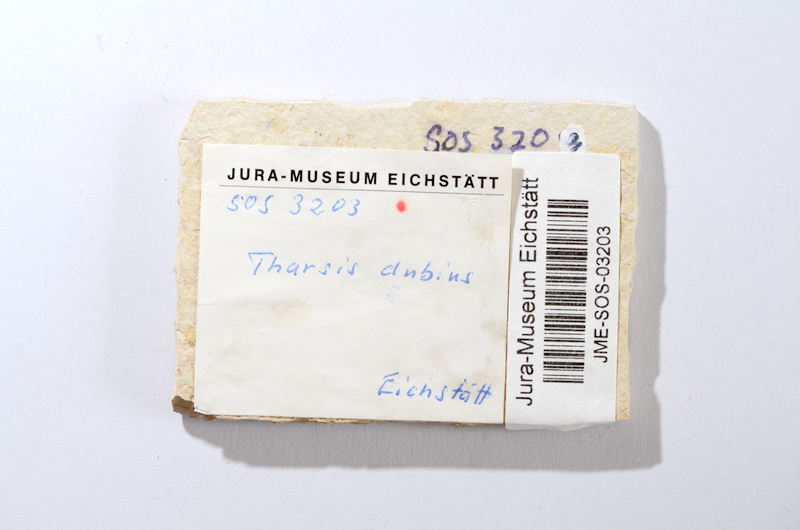 SOS 3203
JURA-MUSEUM EICHSTÄTT
SOS 3203
Tharsis dubius
Eichstätt
Jura-Museum Eichstätt
JME-SOS-03203